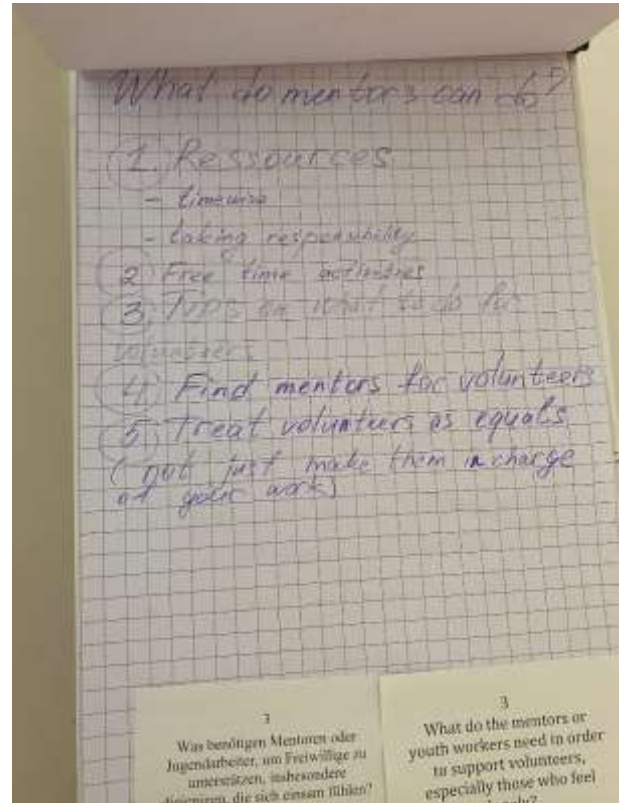 What do mentors can do?
1. Ressources
- timewise
- taking responsibility
2. Free time activities
3. Tipps on what to do for
volunteers
4. Find mentors for volunteers
5. Treat volunteers as equals
(not just make them in charge
of your work)
3
Was benötigen Mentoren oder
Jugendarbeiter, um Freiwillige zu
unterstützen, insbesondere
diejenigen, die sich einsam fühlen?
3
What do the mentors or
youth workers need in order
to support volunteers,
especially those who feel